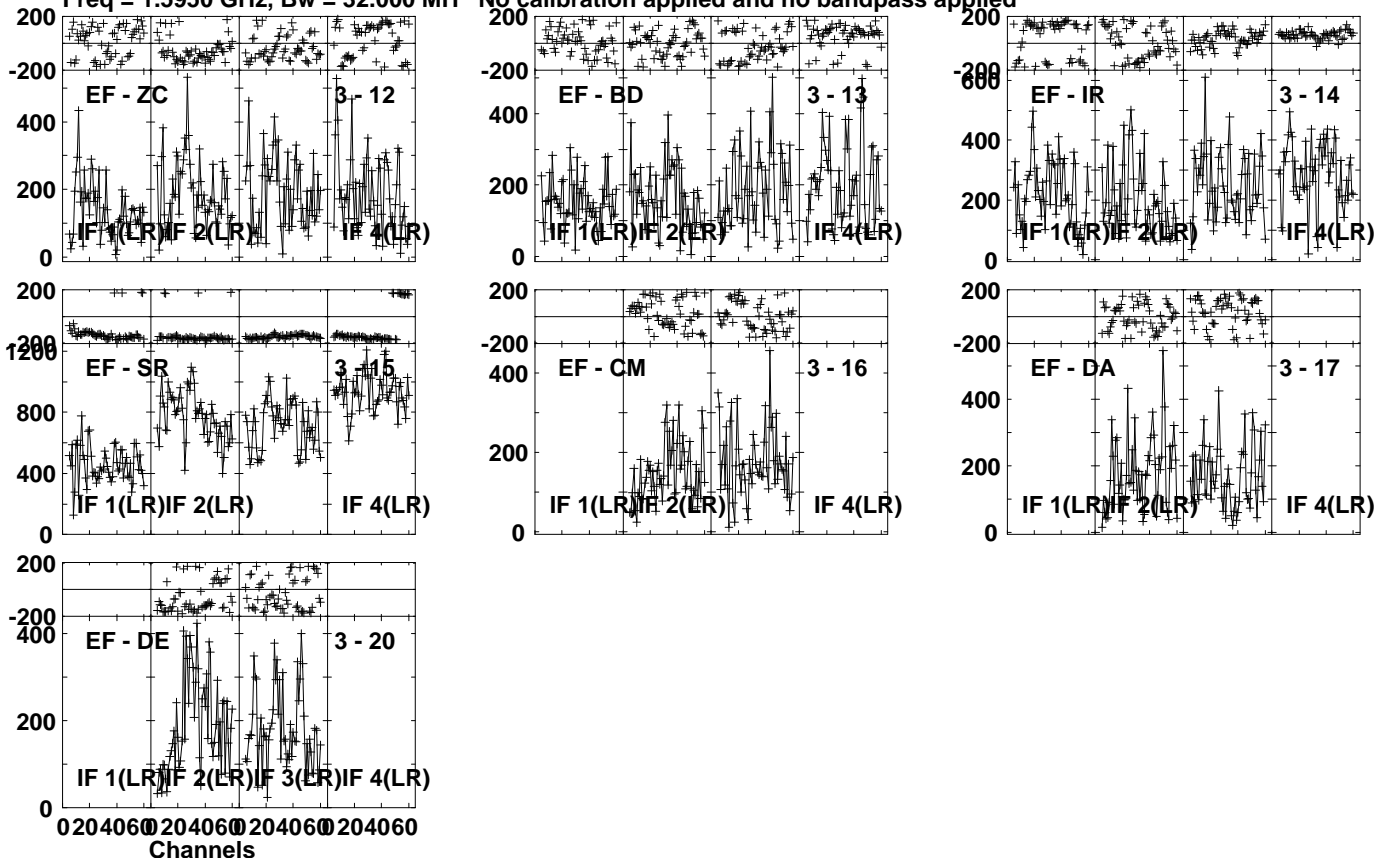 Freq = 1.5950 GHz, Bw = 32.000 MH No calibration applied and no bandpass applied
200
-200
EF - ZC 3 - 12
400
200
IF 1(LR) IF 2(LR) IF 4(LR)
0
200
-200
EF - BD 3 - 13
400
200
IF 1(LR) IF 2(LR) IF 4(LR)
0
200
-200
600
EF - IR 3 - 14
400
200
IF 1(LR) IF 2(LR) IF 4(LR)
0
200
-200
1200
EF - SR 3 - 15
800
400
IF 1(LR) IF 2(LR) IF 4(LR)
0
200
-200
EF - CM 3 - 16
400
200
IF 1(LR) IF 2(LR) IF 4(LR)
0
200
-200
EF - DA 3 - 17
400
200
IF 1(LR) IF 2(LR) IF 4(LR)
0
200
-200
EF - DE 3 - 20
400
200
IF 1(LR) IF 2(LR) IF 3(LR) IF 4(LR)
0
0 20 40 60 0 20 40 60 0 20 40 60 0 20 40 60
Channels